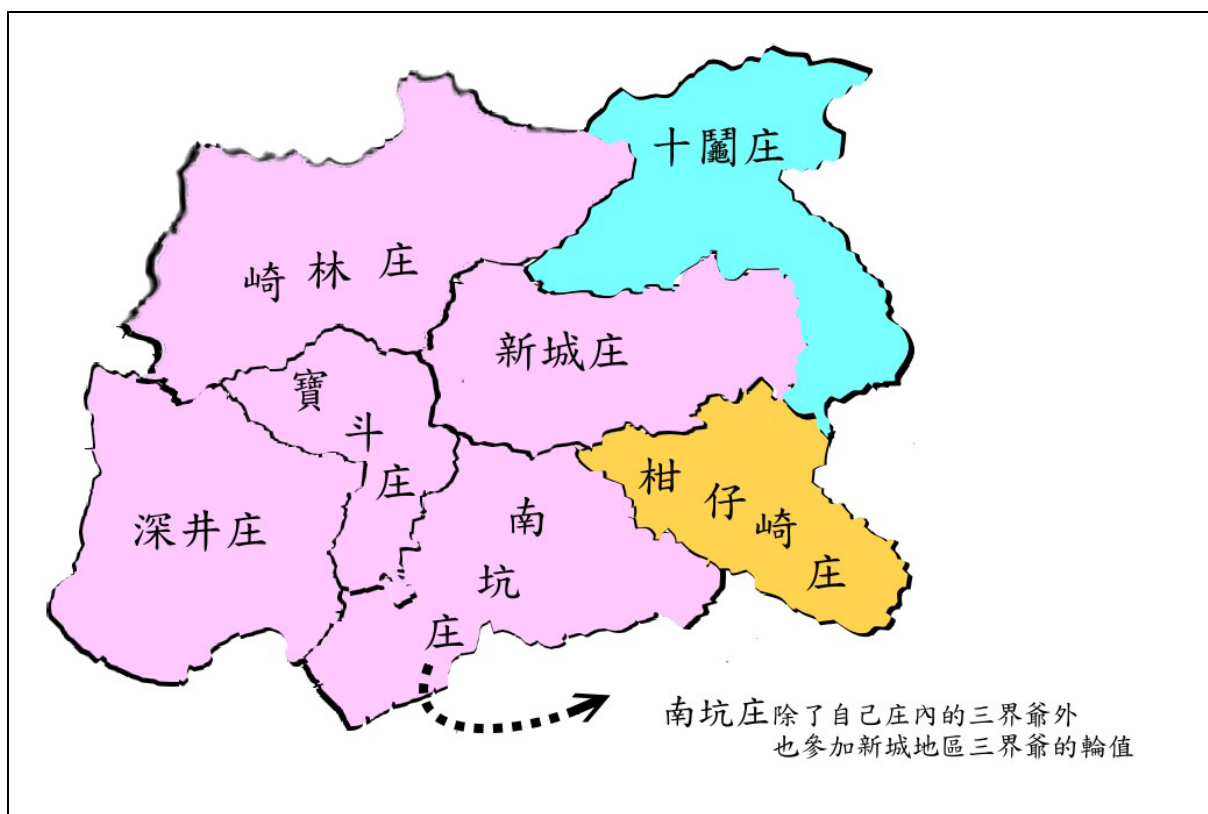 十鬮庄
崎林庄
新城庄
寶斗庄
柑仔崎庄
深井庄
南坑庄
南坑庄除了自己庄內的三界爺外
也參加新城地區三界爺的輪值